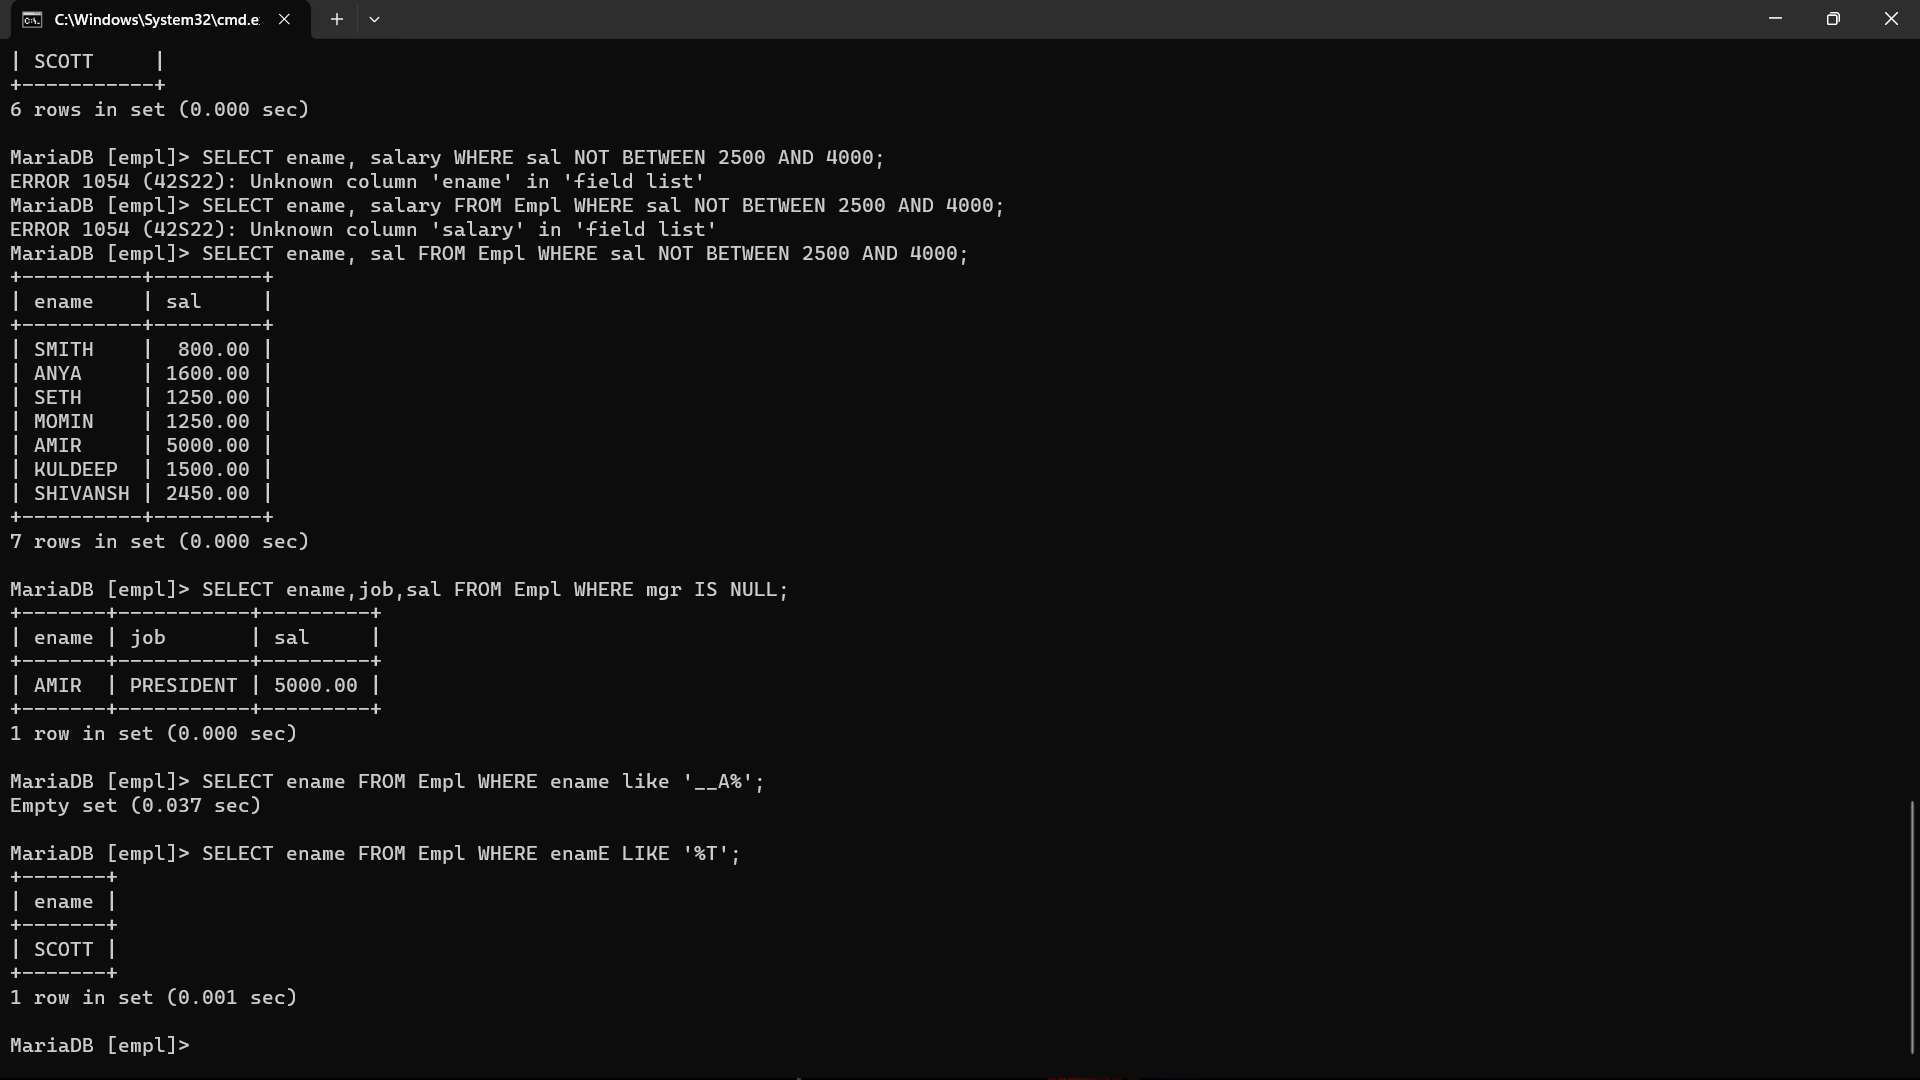 C:\Windows\System32\cmd.e
| SCOTT     |
+-----------+
6 rows in set (0.000 sec)

MariaDB [empl]> SELECT ename, salary WHERE sal NOT BETWEEN 2500 AND 4000;
ERROR 1054 (42S22): Unknown column 'ename' in 'field list'
MariaDB [empl]> SELECT ename, salary FROM Empl WHERE sal NOT BETWEEN 2500 AND 4000;
ERROR 1054 (42S22): Unknown column 'salary' in 'field list'
MariaDB [empl]> SELECT ename, sal FROM Empl WHERE sal NOT BETWEEN 2500 AND 4000;
+----------+---------+
| ename    | sal     |
+----------+---------+
| SMITH    |  800.00 |
| ANYA     | 1600.00 |
| SETH     | 1250.00 |
| MOMIN    | 1250.00 |
| AMIR     | 5000.00 |
| KULDEEP  | 1500.00 |
| SHIVANSH | 2450.00 |
+----------+---------+
7 rows in set (0.000 sec)

MariaDB [empl]> SELECT ename,job,sal FROM Empl WHERE mgr IS NULL;
+-------+-----------+---------+
| ename | job       | sal     |
+-------+-----------+---------+
| AMIR  | PRESIDENT | 5000.00 |
+-------+-----------+---------+
1 row in set (0.000 sec)

MariaDB [empl]> SELECT ename FROM Empl WHERE ename like '__A%';
Empty set (0.037 sec)

MariaDB [empl]> SELECT ename FROM Empl WHERE enamE LIKE '%T';
+-------+
| ename |
+-------+
| SCOTT |
+-------+
1 row in set (0.001 sec)

MariaDB [empl]>